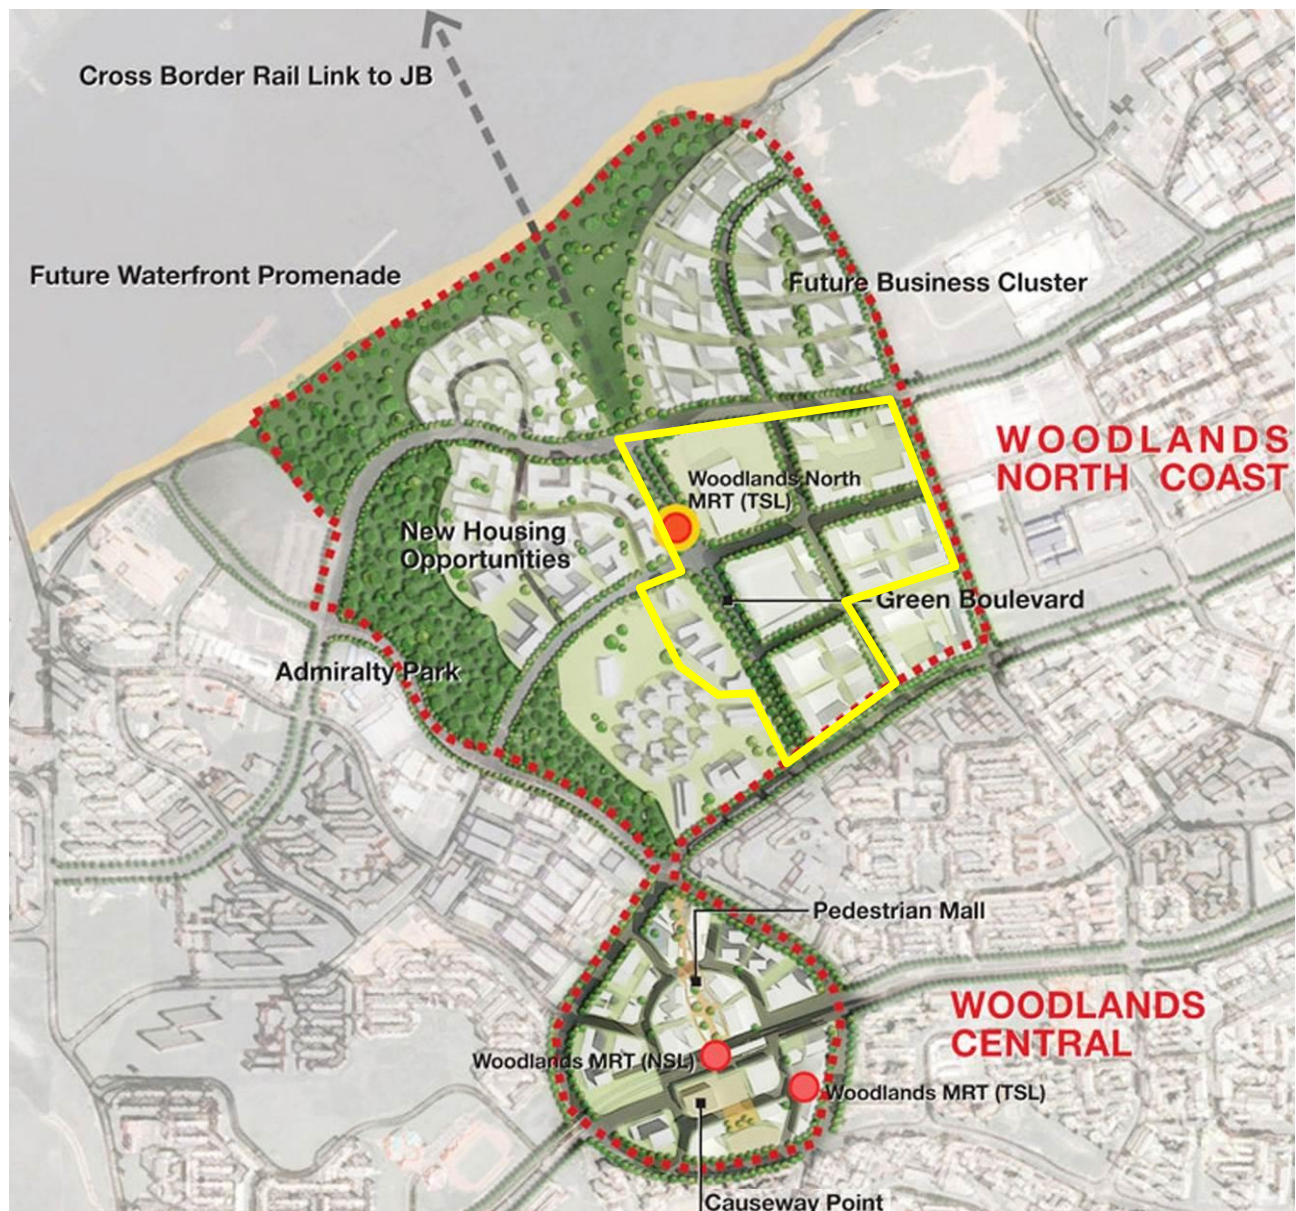 Cross Border Rail Link to JB
Future Waterfront Promenade
Future Business Cluster
WOODLANDS
NORTH COAST
Woodlands North
MRT (TSL)
New Housing
Opportunities
Green Boulevard
Admiralty Park
Pedestrian Mall
WOODLANDS
CENTRAL
Woodlands MRT (NSL)
Woodlands MRT (TSL)
Causeway Point